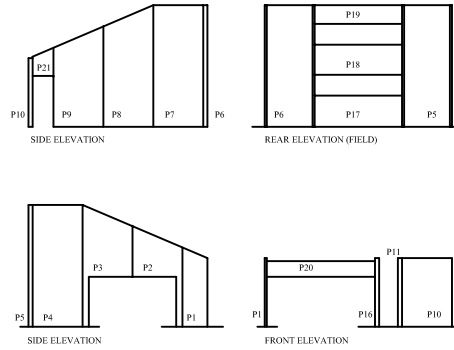 P19
P21
P18
P10 P9 P8 P7 P6 P6 P17 P5
SIDE ELEVATION REAR ELEVATION (FIELD)
P11
P3 P2 P20
P5 P4 P1 P1 P16 P10
SIDE ELEVATION FRONT ELEVATION